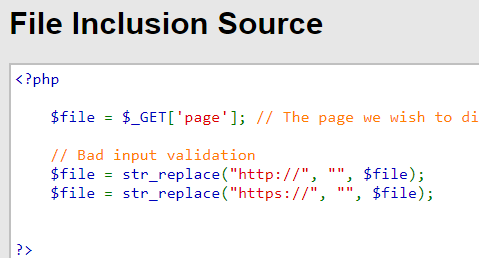 File Inclusion Source
<?php
$file = $_GET['page']; // The page we wish to di
// Bad input validation
$file = str_replace("http://", "", $file);
$file = str_replace("https://", "", $file);
?>